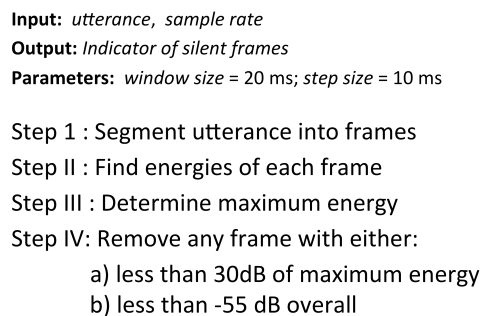 Input: utterance, sample rate
Output: Indicator of silent frames
Parameters: window size = 20 ms; step size = 10 ms
Step 1 : Segment utterance into frames
Step II : Find energies of each frame
Step III : Determine maximum energy
Step IV: Remove any frame with either:
a) less than 30dB of maximum energy
b) less than -55 dB overall